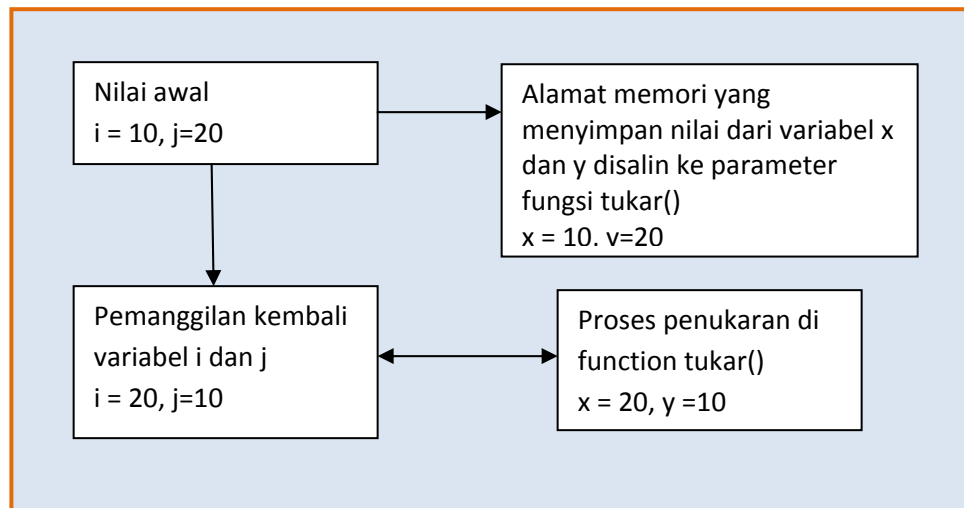 Nilai awal
i = 10, j=20
Alamat memori yang
menyimpan nilai dari variabel x
dan y disalin ke parameter
fungsi tukar()
x = 10. y=20
Pemanggilan kembali
variabel i dan j
i = 20, j=10
Proses penukaran di
function tukar()
x = 20, y =10